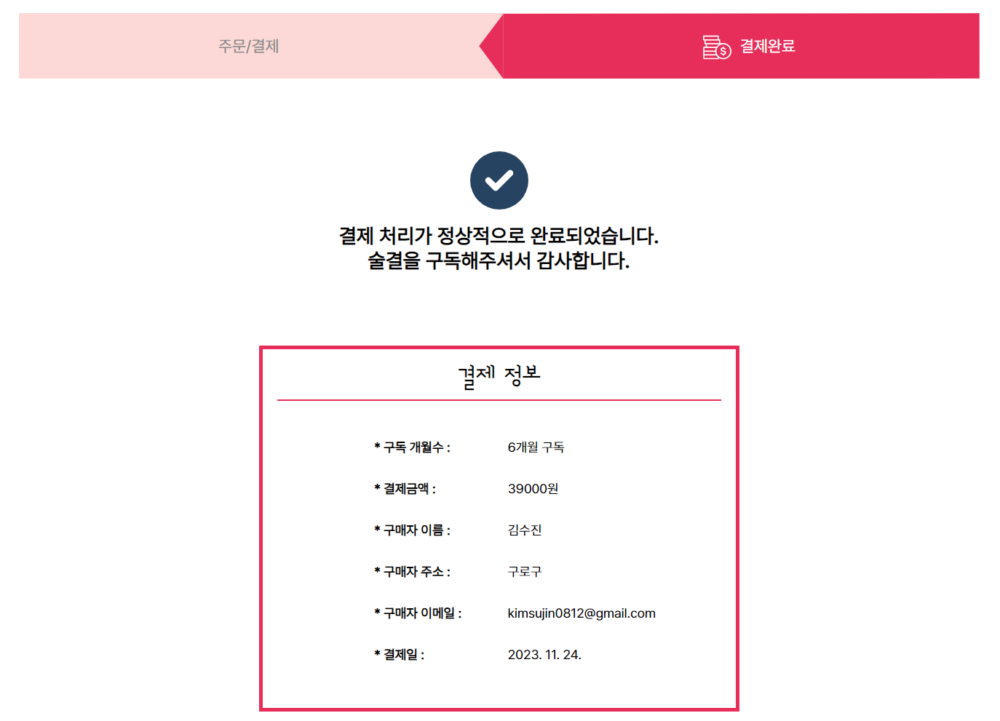 주문/결제
결제완료
결제 처리가 정상적으로 완료되었습니다.
술결을 구독해주셔서 감사합니다.
결제 정보
* 구독 개월수 : 6개월 구독
* 결제금액 : 39000원
* 구매자 이름 : 김수진
* 구매자 주소 : 구로구
* 구매자 이메일 : kimsujin0812@gmail.com
* 결제일 : 2023. 11. 24.